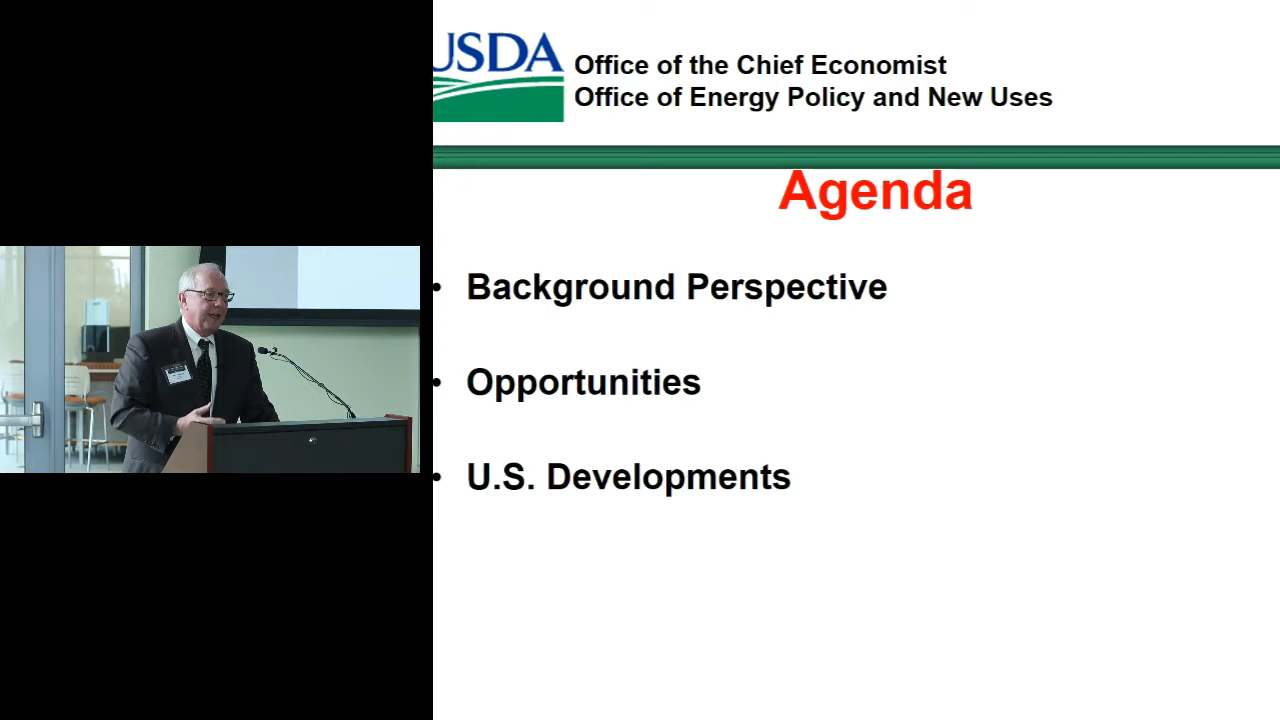 USDA
Office of the Chief Economist
Office of Energy Policy and New Uses
Agenda
• Background Perspective
• Opportunities
• U.S. Developments